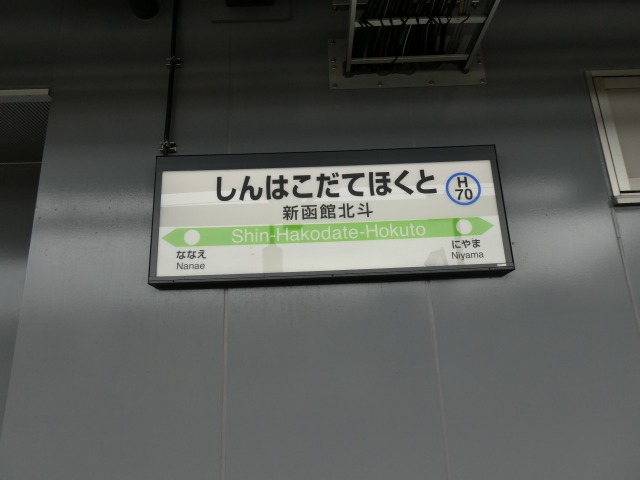 しんはこだてほくと
H
70
新函館北斗
Shin-Hakodate-Hokuto
ななえ
Nanae
にやま
Niyama